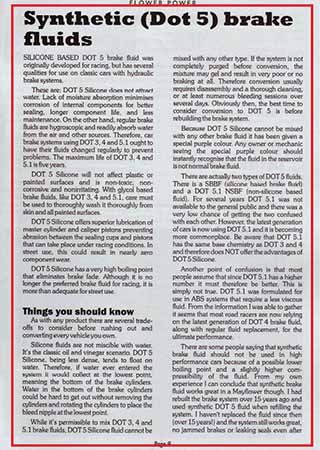 FLOWER POWER
Synthetic (Dot 5) brake
fluids
SILICONE BASED DOT 5 brake fluid was
originally developed for racing, but has several
qualities for use on classic cars with hydraulic
brake systems.
These are: DOT 5 Silicone does not attract
water. Lack of moisture absorption minimises
corrosion of internal components for better
sealing, longer component life, and less
maintenance. On the other hand, regular brake
fluids are hygroscopic and readily absorb water
from the air and other sources. Therefore, car
brake systems using DOT 3, 4 and 5.1 ought to
have their fluids changed regularly to prevent
problems. The maximum life of DOT 3, 4 and
5.1 is five years.
DOT 5 Silicone will not affect plastic or
painted surfaces and is non-toxic, non-
corrosive and nonirritating. With glycol based
brake fluids, like DOT 3, 4 and 5.1, care must
be used to thoroughly wash it thoroughly from
skin and all painted surfaces.
DOT 5 Silicone offers superior lubrication of
master cylinder and caliper pistons preventing
abrasion between the sealing cups and pistons
that can take place under racing conditions. In
street use, this could result in nearly zero
component wear.
DOT 5 Silicone has a very high boiling point
that eliminates brake fade. Although it is no
longer the preferred brake fluid for racing, it is
more than adequate for street use.
Things you should know
As with any product there are several trade-
offs to consider before rushing out and
converting every vehicle you own.
Silicone fluids are not miscible with water.
It's the classic oil and vinegar scenario. DOT 5
Silicone, being less dense, tends to float on
water. Therefore, if water ever entered the
system it would collect at the lowest point,
meaning the bottom of the brake cylinders.
Water in the bottom of the brake cylinders
could be hard to get out without removing the
cylinders and rotating the cylinders to place the
bleed nipple at the lowest point.
While it's permissible to mix DOT 3, 4 and
5.1 brake fluids, DOT 5 Silicone fluid cannot be
mixed with any other type. If the system is not
completely purged before conversion, the
mixture may gel and result in very poor or no
braking at all. Therefore conversion usually
requires disassembly and a thorough cleaning,
or at least numerous bleeding sessions over
several days. Obviously then, the best time to
consider conversion to DOT 5 is before
rebuilding the brake system.
Because DOT 5 Silicone cannot be mixed
with any other brake fluid it has been given a
special purple colour. Any owner or mechanic
seeing the special purple colour should
instantly recognise that the fluid in the reservoir
is not normal brake fluid.
There are actually two types of DOT 5 fluids.
There is a SBBF (silicone based brake fluid)
and a DOT 5.1 NSBF (non-silicone based
fluid). For several years DOT 5.1 was not
available to the general public and there was a
very low chance of getting the two confused
with each other. However, the latest generation
of cars is now using DOT 5.1 and it is becoming
more commonplace. Be aware that DOT 5.1
has the same base chemistry as DOT 3 and 4
and therefore does NOT offer the advantages of
DOT 5 Silicone.
Another point of confusion is that most
people assume that since DOT 5.1 has a higher
number it must therefore be better. This is
simply not true. DOT 5.1 was formulated for
use in ABS systems that require a less viscous
fluid. From the information I was able to gather
it seems that most road racers are now relying
on the latest generation of DOT 4 brake fluid,
along with regular fluid replacement, for the
ultimate performance.
There are some people saying that synthetic
brake fluid should not be used in high
performance cars because of a possible lower
boiling point and a slightly higher com-
pressibility of the fluid. From my own
experience I can conclude that synthetic brake
fluid works great in a Mayflower though. I had
rebuilt the brake system over 15 years ago and
used synthetic DOT 5 fluid when refilling the
system. I haven't replaced the fluid since then
(over 15 years!) and the system still works great,
no jammed brakes or leaking seals even after